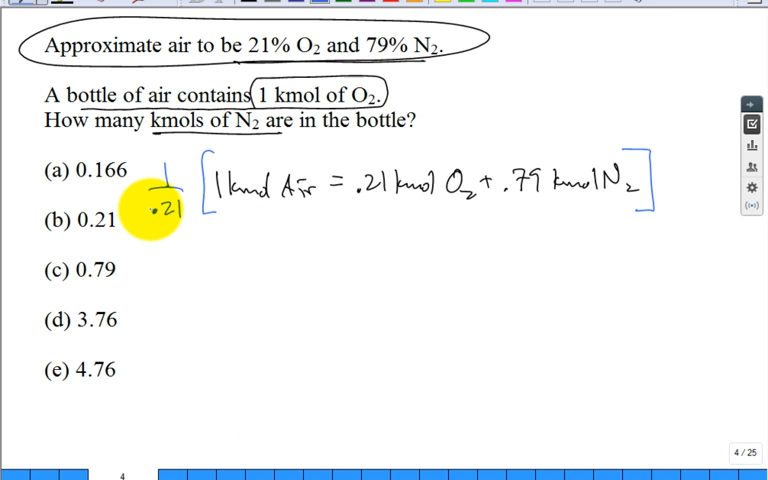 Approximate air to be 21% O₂ and 79% N₂.
A bottle of air contains 1 kmol of O₂.
How many kmols of N₂ are in the bottle?
(a) 0.166
1/.21 [1 kmol Air = .21 kmol O₂ + .79 kmol N₂]
(b) 0.21
(c) 0.79
(d) 3.76
(e) 4.76
4 / 25
4